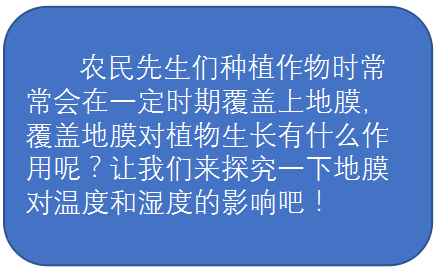 农民先生们种植作物时常
常会在一定时期覆盖上地膜,
覆盖地膜对植物生长有什么作
用呢？让我们来探究一下地膜
对温度和湿度的影响吧！